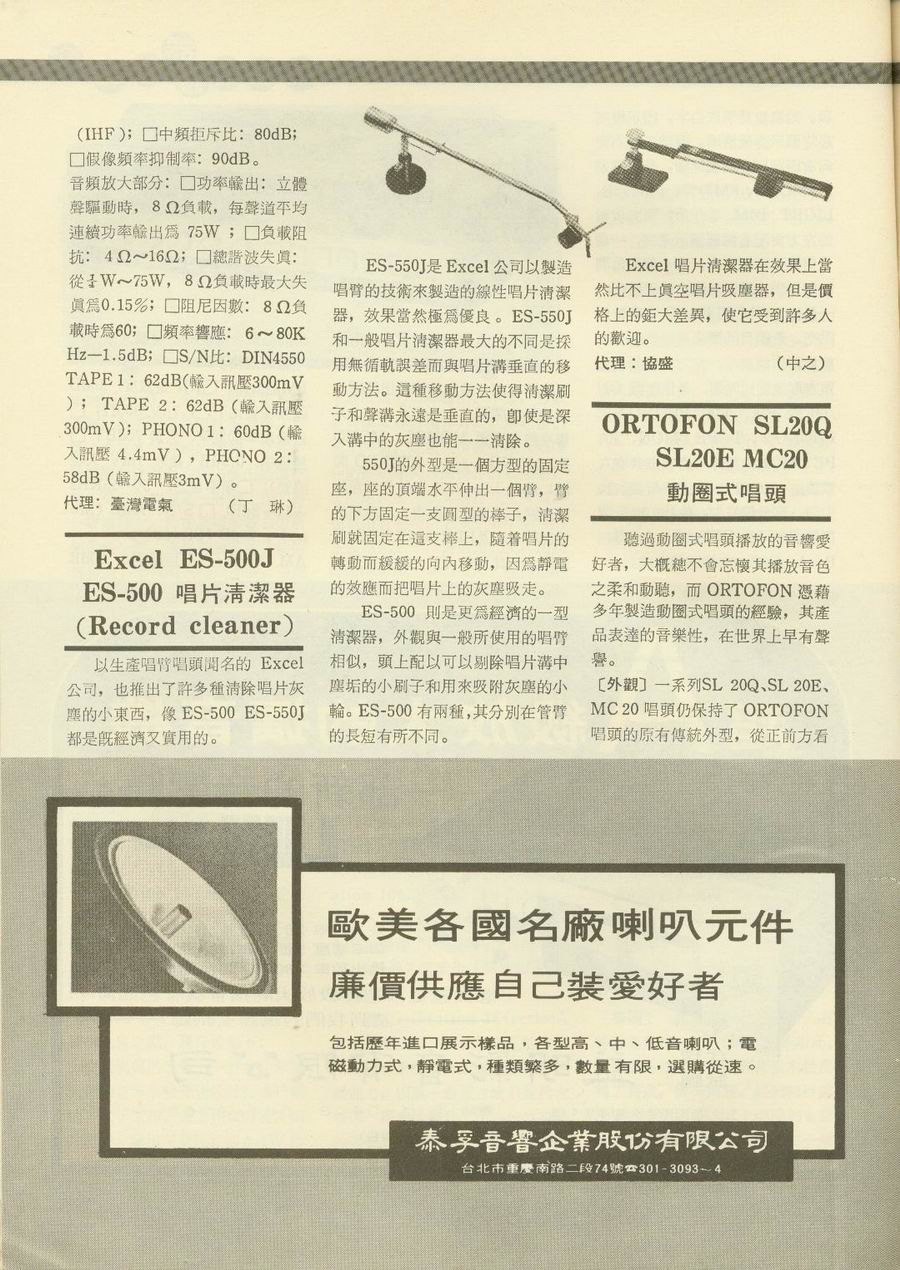 (IHF)；□中頻拒斥比：80dB；
□假像頻率抑制率：90dB。
音頻放大部分：□功率輸出：立體
聲驅動時，8Ω負載，每聲道平均
連續功率輸出爲 75W；□負載阻
抗：4Ω～16Ω；□總諧波失眞：
從¼W～75W，8Ω負載時最大失
眞爲0.15%；□阻尼因數：8Ω負
載時爲60；□頻率響應：6～80K
Hz—1.5dB；□S/N比：DIN4550
TAPE 1：62dB(輸入訊壓300mV
)；TAPE 2：62dB（輸入訊壓
300mV)；PHONO 1：60dB（輸
入訊壓 4.4mV），PHONO 2：
58dB（輸入訊壓3mV）。
代理：臺灣電氣　（丁　琳）
Excel ES-500J
ES-500 唱片清潔器
(Record cleaner)
以生產唱臂唱頭聞名的 Excel
公司，也推出了許多種清除唱片灰
塵的小東西，像 ES-500 ES-550J
都是旣經濟又實用的。
ES-550J是 Excel 公司以製造
唱臂的技術來製造的線性唱片清潔
器，效果當然極爲優良。ES-550J
和一般唱片清潔器最大的不同是採
用無循軌誤差而與唱片溝垂直的移
動方法。這種移動方法使得清潔刷
子和聲溝永遠是垂直的，卽使是深
入溝中的灰塵也能一一清除。
550J的外型是一個方型的固定
座，座的頂端水平伸出一個臂，臂
的下方固定一支圓型的棒子，清潔
刷就固定在這支棒上，隨着唱片的
轉動而緩緩的向內移動，因爲靜電
的效應而把唱片上的灰塵吸走。
ES-500 則是更爲經濟的一型
清潔器，外觀與一般所使用的唱臂
相似，頭上配以可以剔除唱片溝中
塵垢的小刷子和用來吸附灰塵的小
輪。ES-500 有兩種,其分別在管臂
的長短有所不同。
Excel 唱片清潔器在效果上當
然比不上眞空唱片吸塵器，但是價
格上的鉅大差異，使它受到許多人
的歡迎。
代理：協盛　（中之）
ORTOFON SL20Q
SL20E MC20
動圈式唱頭
聽過動圈式唱頭播放的音響愛
好者，大概總不會忘懷其播放音色
之柔和動聽，而 ORTOFON 憑藉
多年製造動圈式唱頭的經驗，其產
品表達的音樂性，在世界上早有聲
譽。
〔外觀〕一系列SL 20Q、SL 20E、
MC 20 唱頭仍保持了 ORTOFON
唱頭的原有傳統外型，從正前方看
歐美各國名廠喇叭元件
廉價供應自己裝愛好者
包括歷年進口展示樣品，各型高、中、低音喇叭；電
磁動力式，靜電式，種類繁多，數量有限，選購從速。
泰孚音響企業股份有限公司
台北市重慶南路二段74號☎301-3093～4